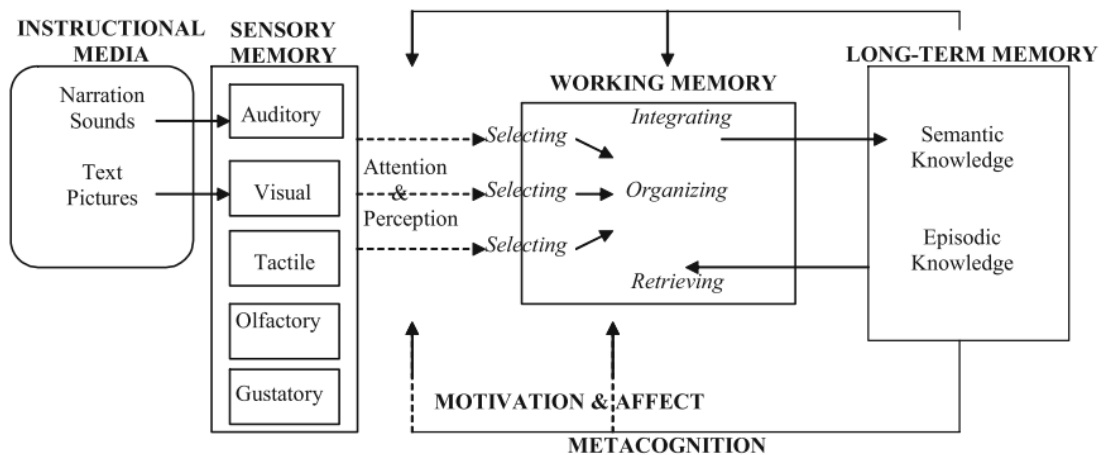 INSTRUCTIONAL
MEDIA
Narration
Sounds
Text
Pictures
SENSORY
MEMORY
Auditory
Visual
Tactile
Olfactory
Gustatory
Attention
&
Perception
Selecting
Selecting
Selecting
WORKING MEMORY
Integrating
Organizing
Retrieving
LONG-TERM MEMORY
Semantic
Knowledge
Episodic
Knowledge
MOTIVATION & AFFECT
METACOGNITION